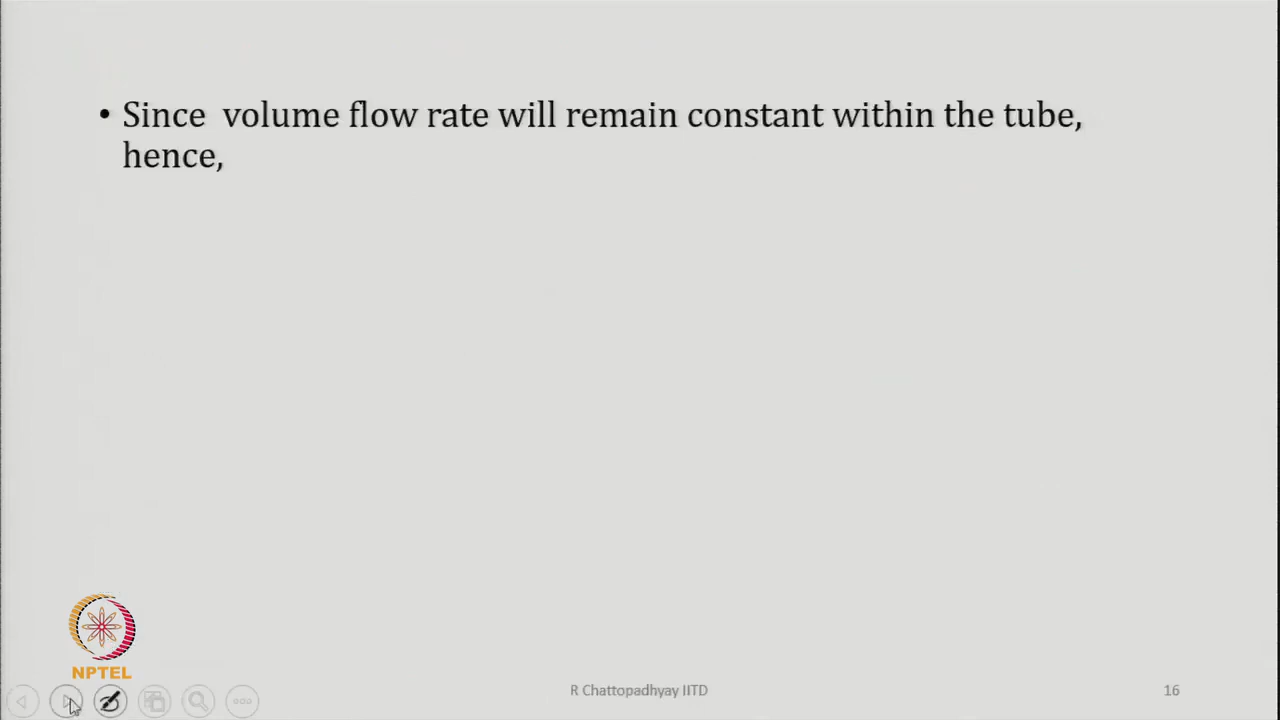 • Since volume flow rate will remain constant within the tube,
hence,
NPTEL
R Chattopadhyay IITD
16